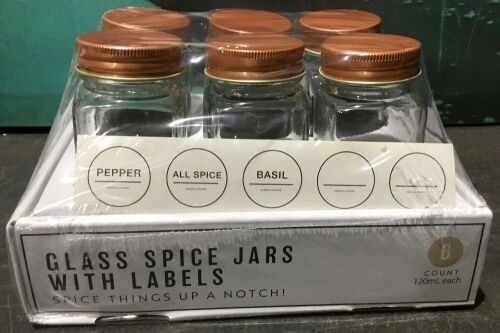 PEPPER
ALL SPICE
BASIL
GLASS SPICE JARS
WITH LABELS
SPICE THINGS UP A NOTCH!
6
COUNT
120mL each